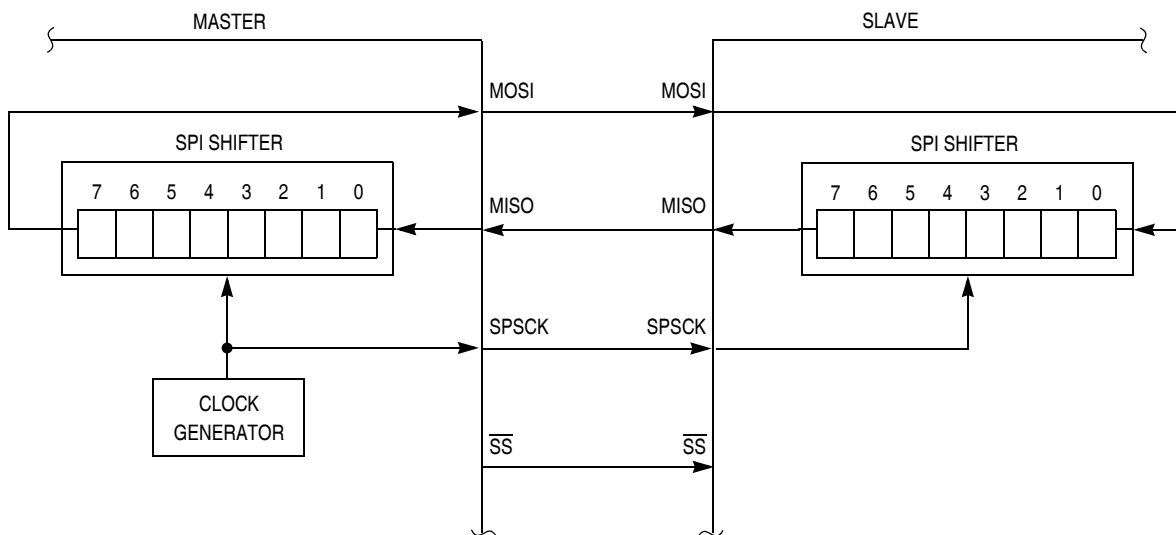 MASTER
SLAVE
MOSI MOSI
SPI SHIFTER
SPI SHIFTER
7 6 5 4 3 2 1 0
MISO MISO
7 6 5 4 3 2 1 0
SPSCK SPSCK
CLOCK
GENERATOR
SS SS